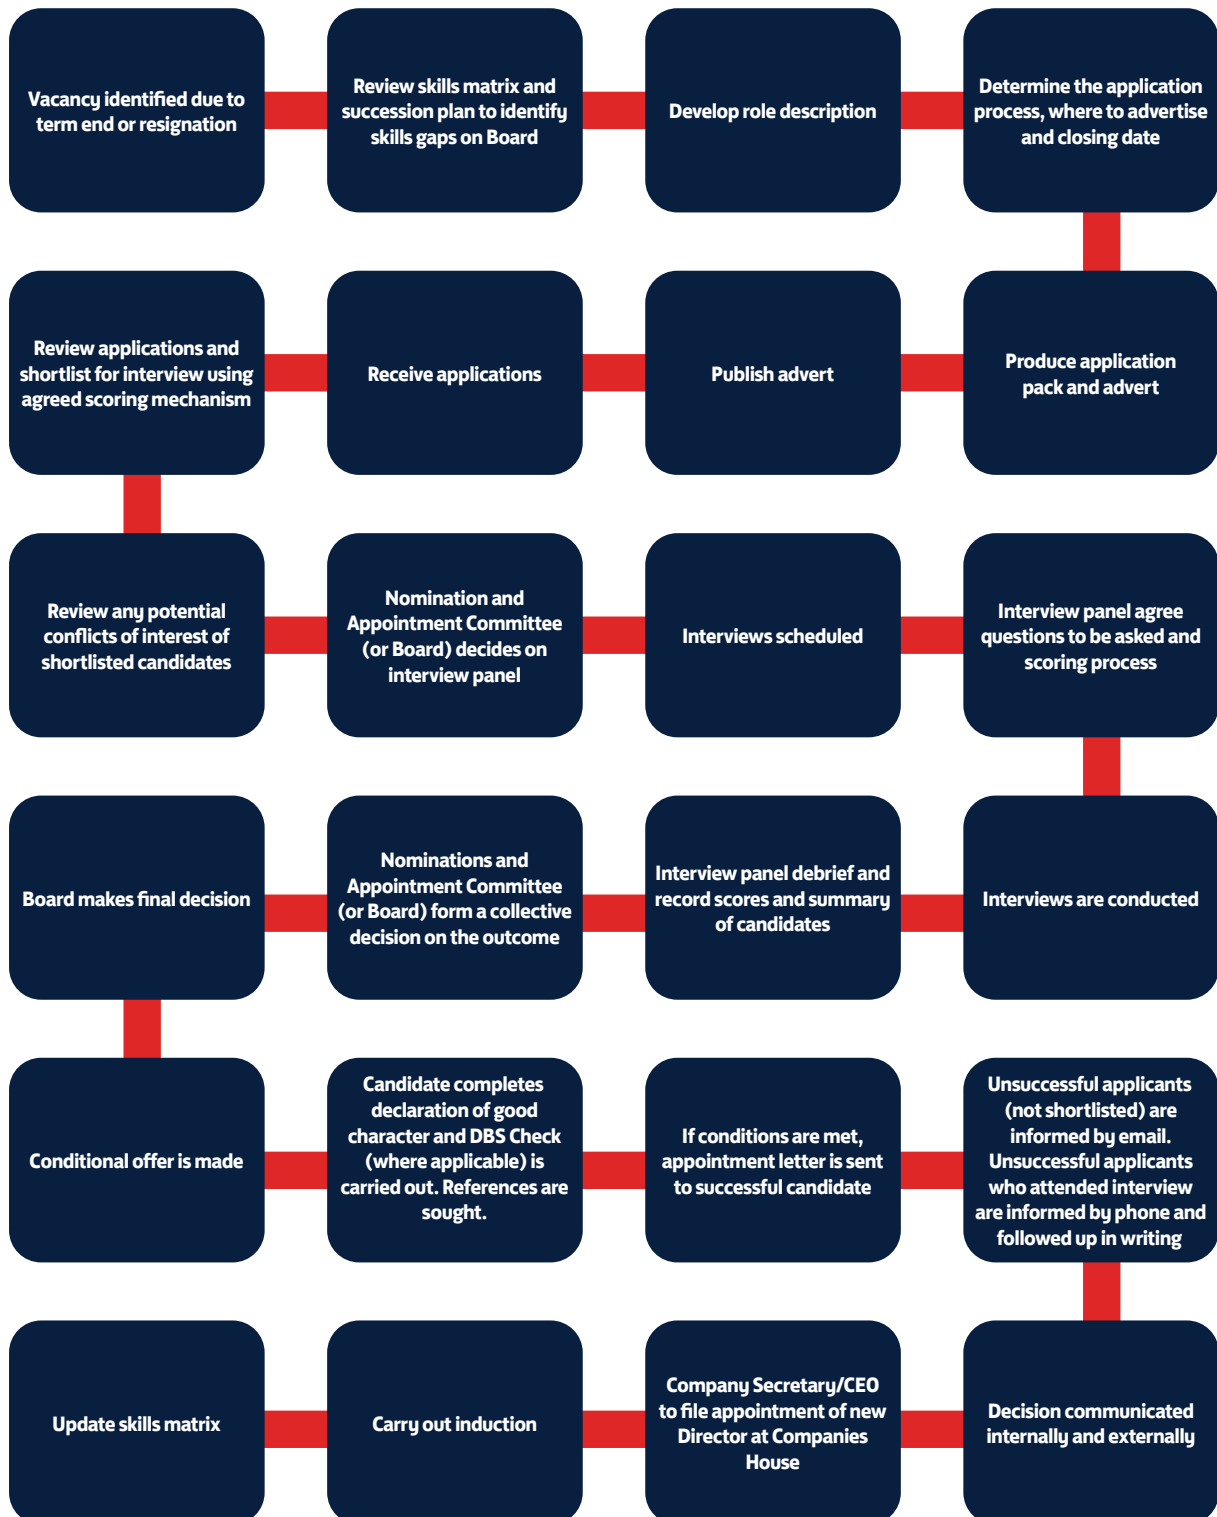 Vacancy identified due to
term end or resignation
Review skills matrix and
succession plan to identify
skills gaps on Board
Develop role description
Determine the application
process, where to advertise
and closing date
Produce application
pack and advert
Publish advert
Receive applications
Review applications and
shortlist for interview using
agreed scoring mechanism
Review any potential
conflicts of interest of
shortlisted candidates
Nomination and
Appointment Committee
(or Board) decides on
interview panel
Interviews scheduled
Interview panel agree
questions to be asked and
scoring process
Interviews are conducted
Interview panel debrief and
record scores and summary
of candidates
Nominations and
Appointment Committee
(or Board) form a collective
decision on the outcome
Board makes final decision
Conditional offer is made
Candidate completes
declaration of good
character and DBS Check
(where applicable) is
carried out. References are
sought.
If conditions are met,
appointment letter is sent
to successful candidate
Unsuccessful applicants
(not shortlisted) are
informed by email.
Unsuccessful applicants
who attended interview
are informed by phone and
followed up in writing
Decision communicated
internally and externally
Company Secretary/CEO
to file appointment of new
Director at Companies
House
Carry out induction
Update skills matrix